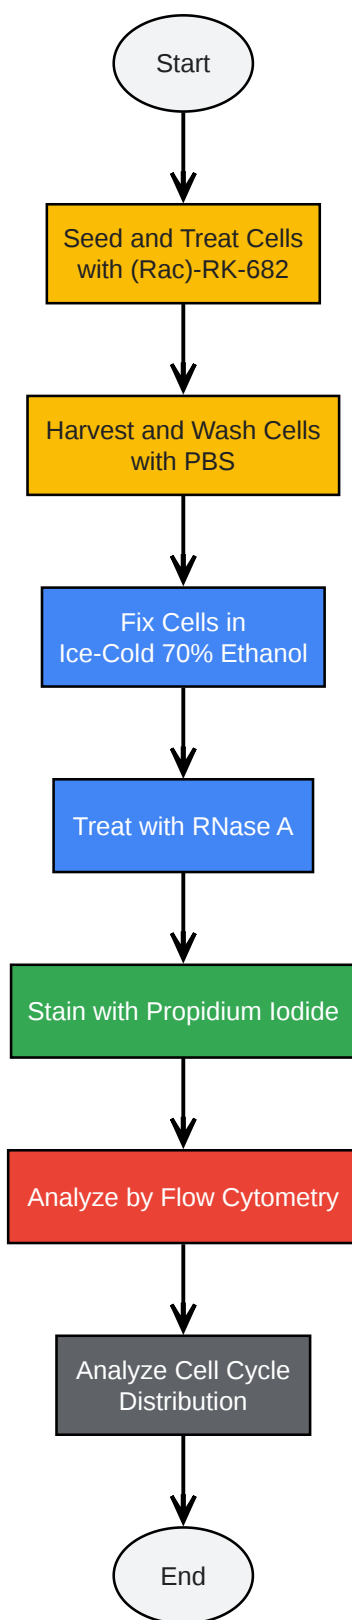 Start
Seed and Treat Cells
with (Rac)-RK-682
Harvest and Wash Cells
with PBS
Fix Cells in
Ice-Cold 70% Ethanol
Treat with RNase A
Stain with Propidium Iodide
Analyze by Flow Cytometry
Analyze Cell Cycle
Distribution
End